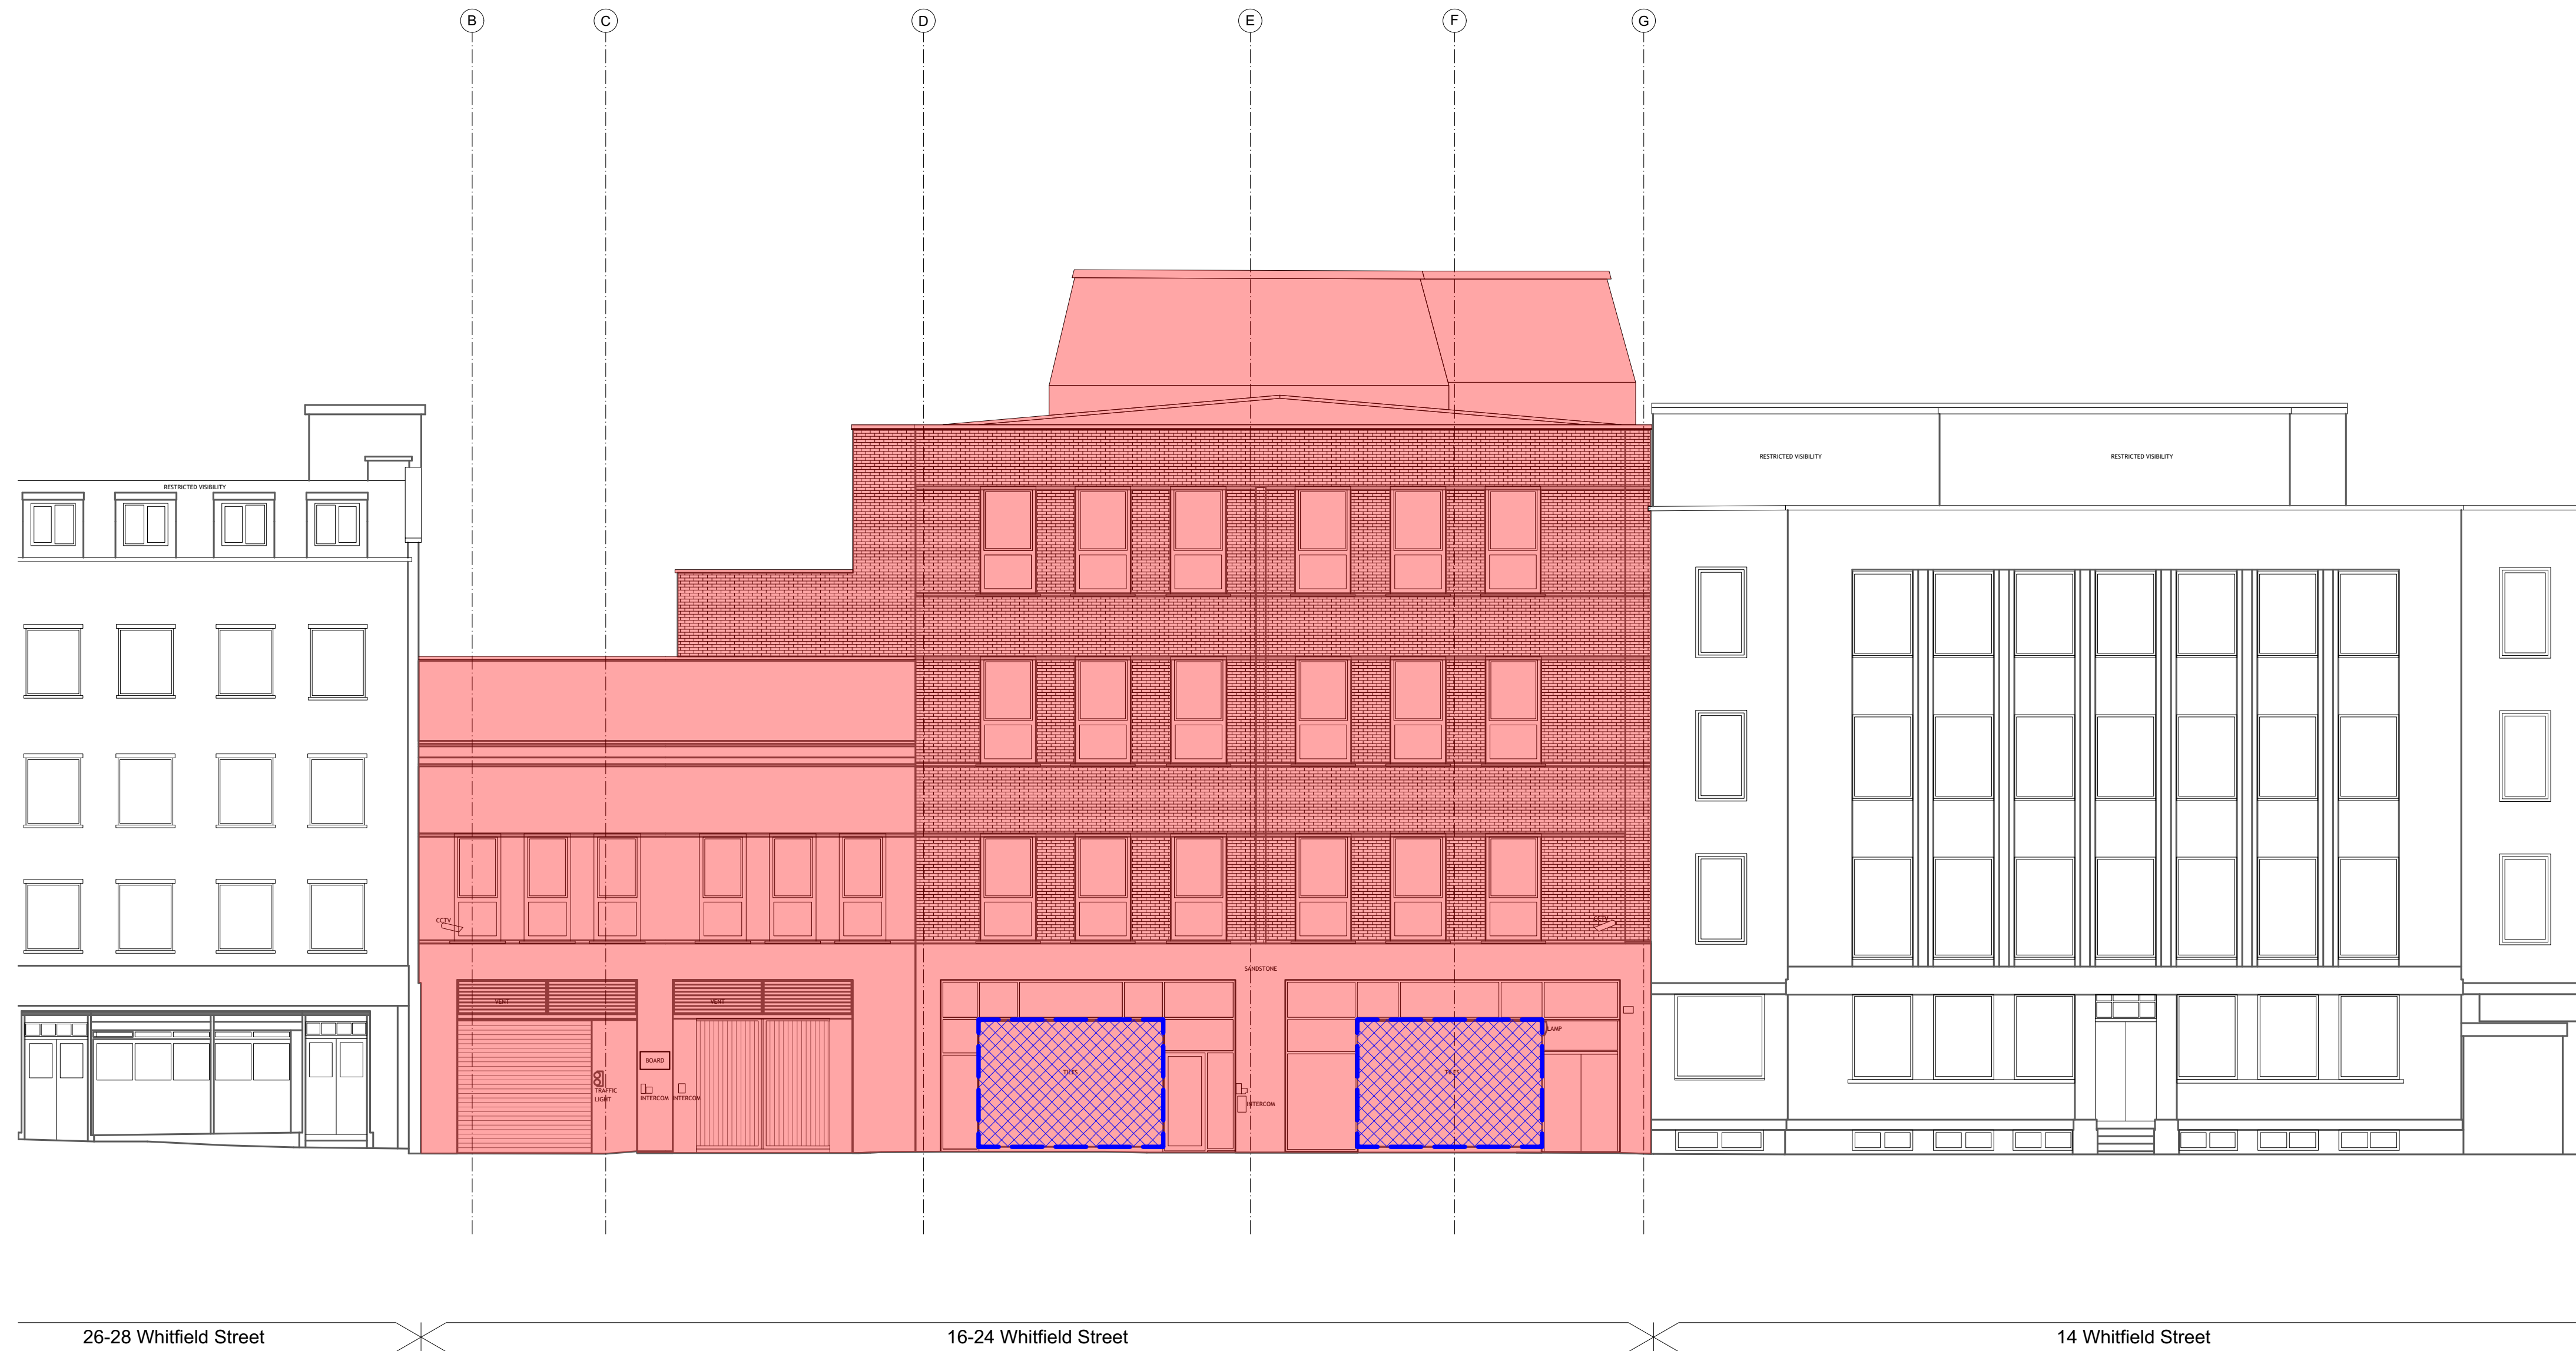 B
C
D
E
F
G
RESTRICTED VISIBILITY
RESTRICTED VISIBILITY
RESTRICTED VISIBILITY
CCTV
CCTV
SANDSTONE
VENT
VENT
LAMP
BOARD
TILES
TILES
TRAFFIC
LIGHT
INTERCOM
INTERCOM
INTERCOM
26-28 Whitfield Street
16-24 Whitfield Street
14 Whitfield Street